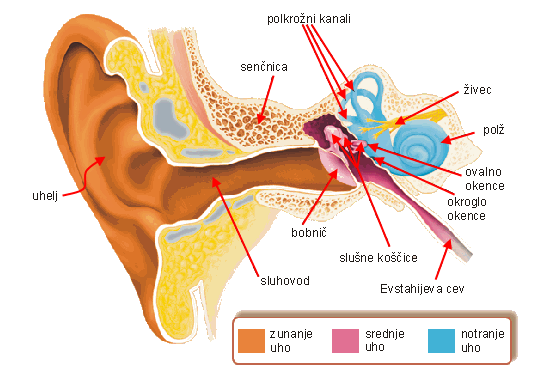 polkrožni kanali
senčnica
živec
polž
ovalno
okence
okroglo
okence
uhelj
bobnič
slušne koščice
sluhovod
Evstahijeva cev
zunanje
uho
srednje
uho
notranje
uho